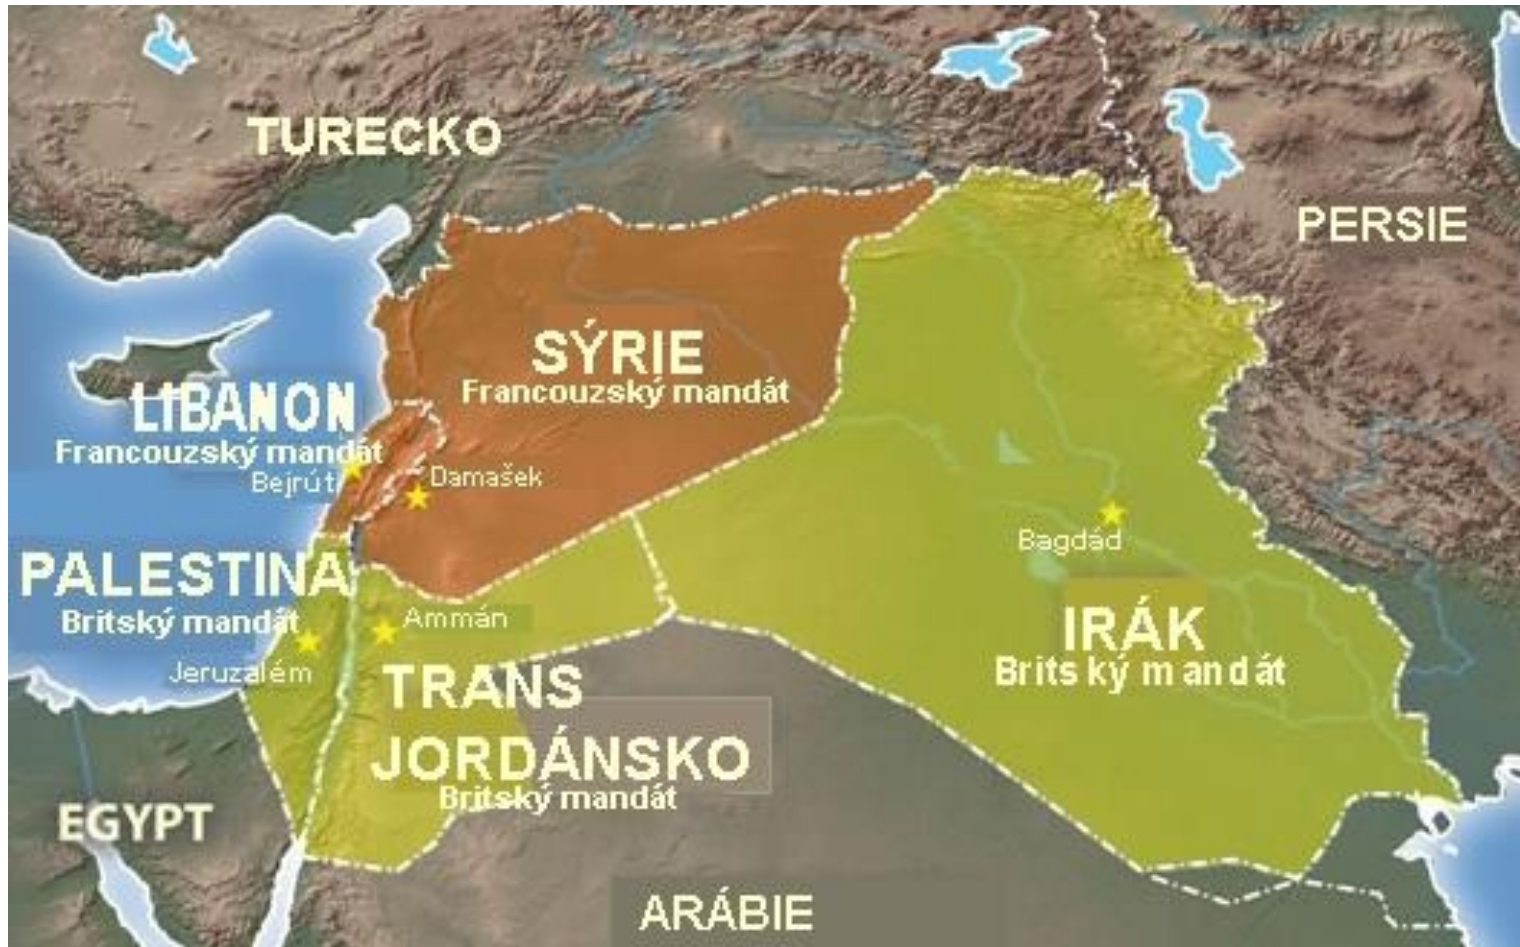 TURECKO
PERSIE
SÝRIE
Francouzský mandát
LIBANON
Francouzský mandát
Bejrút
Damašek
Bagdád
PALESTINA
Britský mandát
Jeruzalém
Ammán
IRÁK
Britský mandát
TRANS
JORDÁNSKO
Britský mandát
EGYPT
ARÁBIE